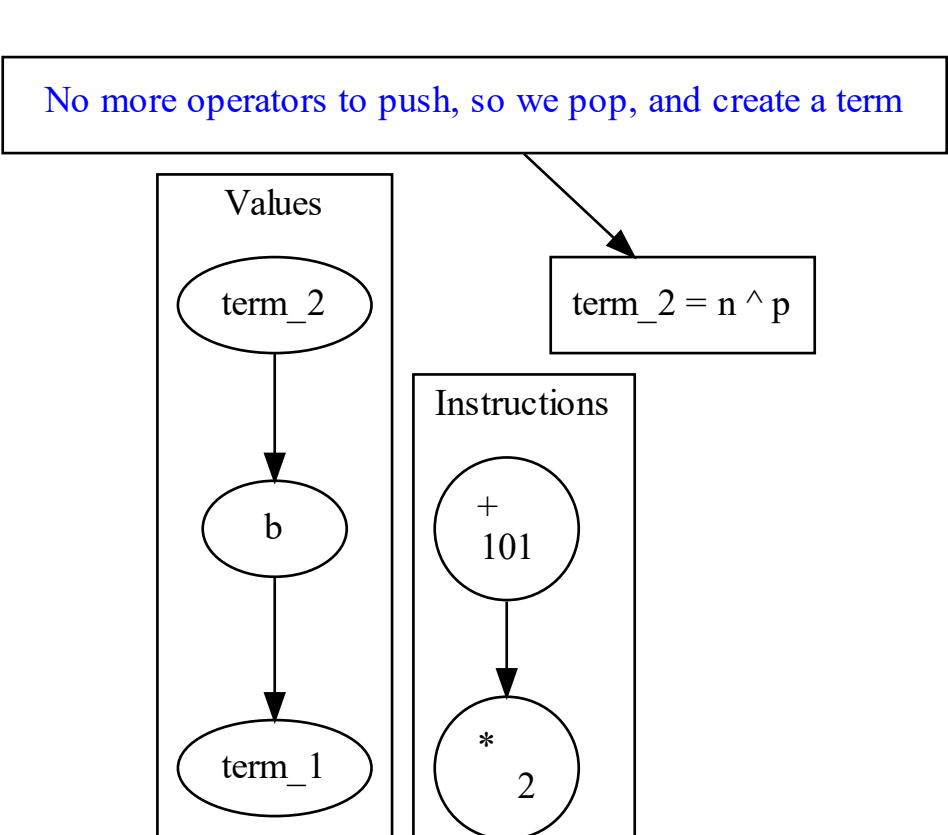 No more operators to push, so we pop, and create a term
Values
term_2
term_2 = n ^ p
Instructions
b
+
101
term_1
*
2